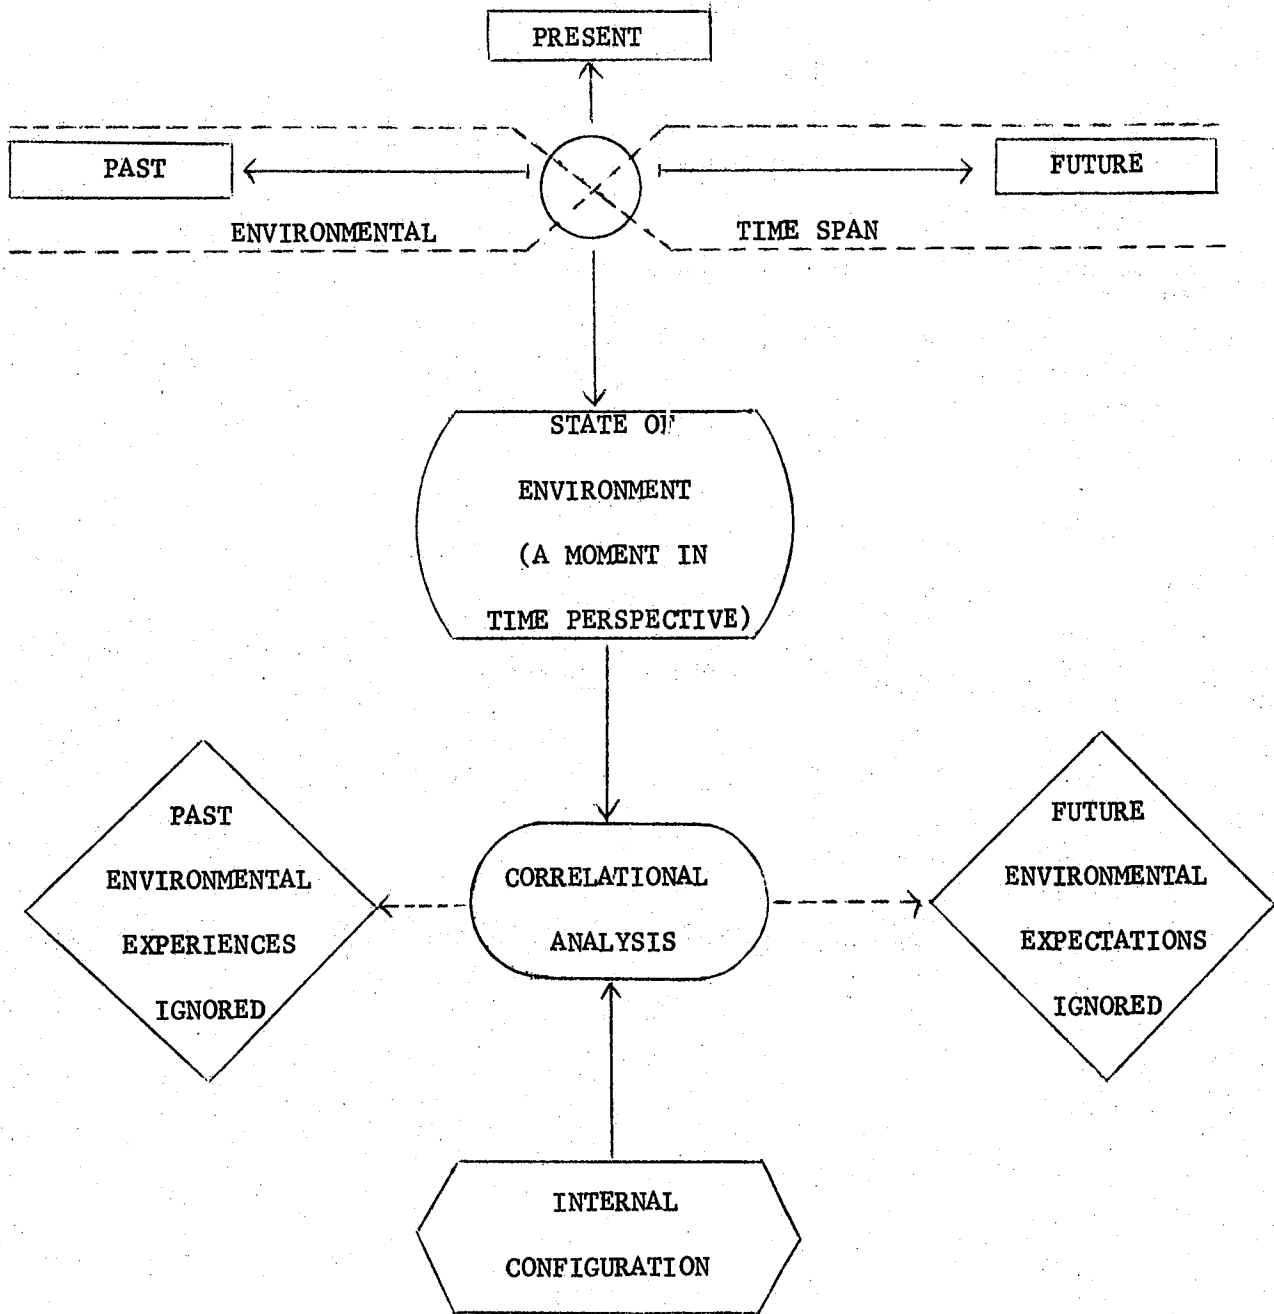 PRESENT
PAST
FUTURE
ENVIRONMENTAL
TIME SPAN
STATE OF
ENVIRONMENT
(A MOMENT IN
TIME PERSPECTIVE)
PAST
ENVIRONMENTAL
EXPERIENCES
IGNORED
CORRELATIONAL
ANALYSIS
FUTURE
ENVIRONMENTAL
EXPECTATIONS
IGNORED
INTERNAL
CONFIGURATION